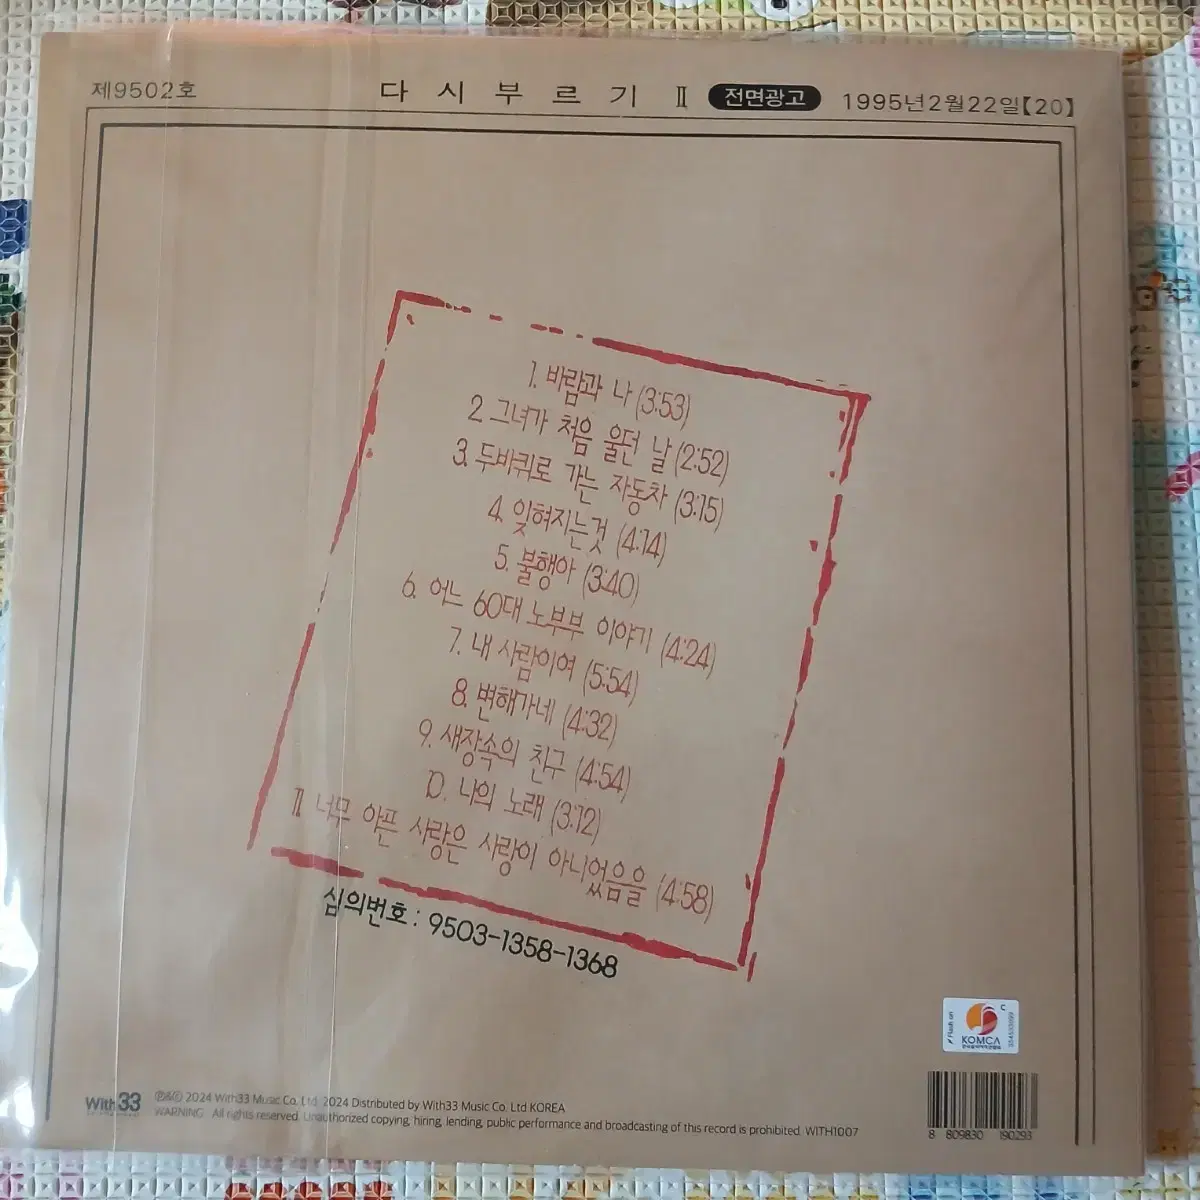 제9502호 다시부르기 Ⅱ 전면광고 1995년2월22일【20】
1. 바람과 나 (3:53)
2. 그녀가 처음 울던 날 (2:52)
3. 두바퀴로 가는 자동차 (3:15)
4. 잊혀지는것 (4:14)
5. 불행아 (3:40)
6. 어느 60대 노부부 이야기 (4:24)
7. 내 사람이여 (5:54)
8. 변해가네 (4:32)
9. 새장속의 친구 (4:54)
10. 나의 노래 (3:12)
11. 너무 아픈 사랑은 사랑이 아니었음을 (4:58)
심의번호 : 9503-1358-1368
Flash on
C
KOMCA
With33
℗&© 2024 With33 Music Co. Ltd. 2024 Distributed by With33 Music Co. Ltd KOREA
WARNING All rights reserved. Unauthorized copying, hiring, lending, public performance and broadcasting of this record is prohibited. WITH1007
8 809830 190293